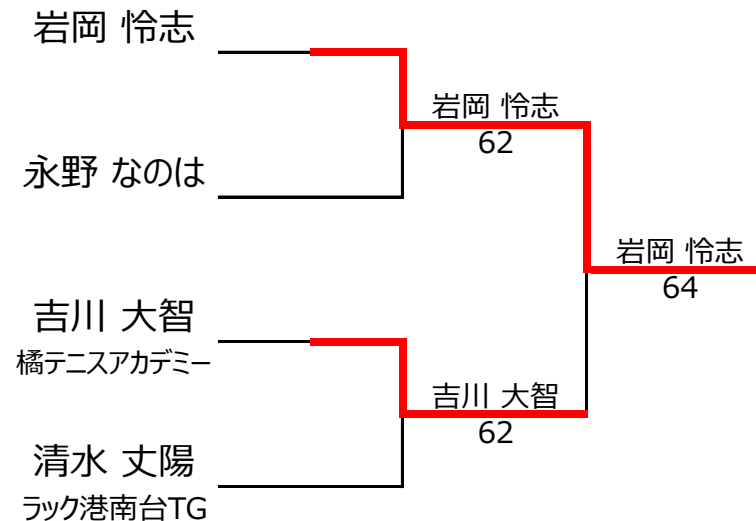 岩岡 怜志
岩岡 怜志
62
永野 なのは
岩岡 怜志
64
吉川 大智
橘テニスアカデミー
吉川 大智
62
清水 丈陽
ラック港南台TG